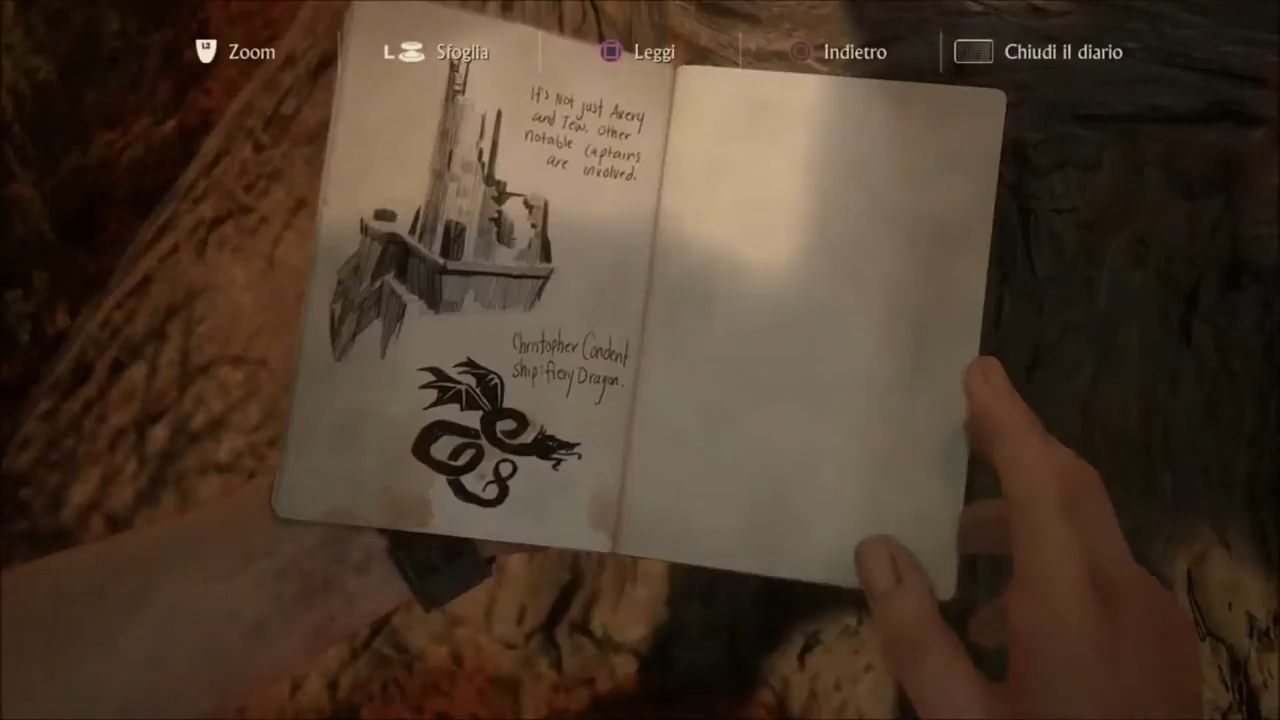 L2 Zoom
L Sfoglia
Leggi
Indietro
Chiudi il diario
It's Not just Avery
and Tew. Other
notable Captains
are involved.
Christopher Condent
ship: fiery Dragon.